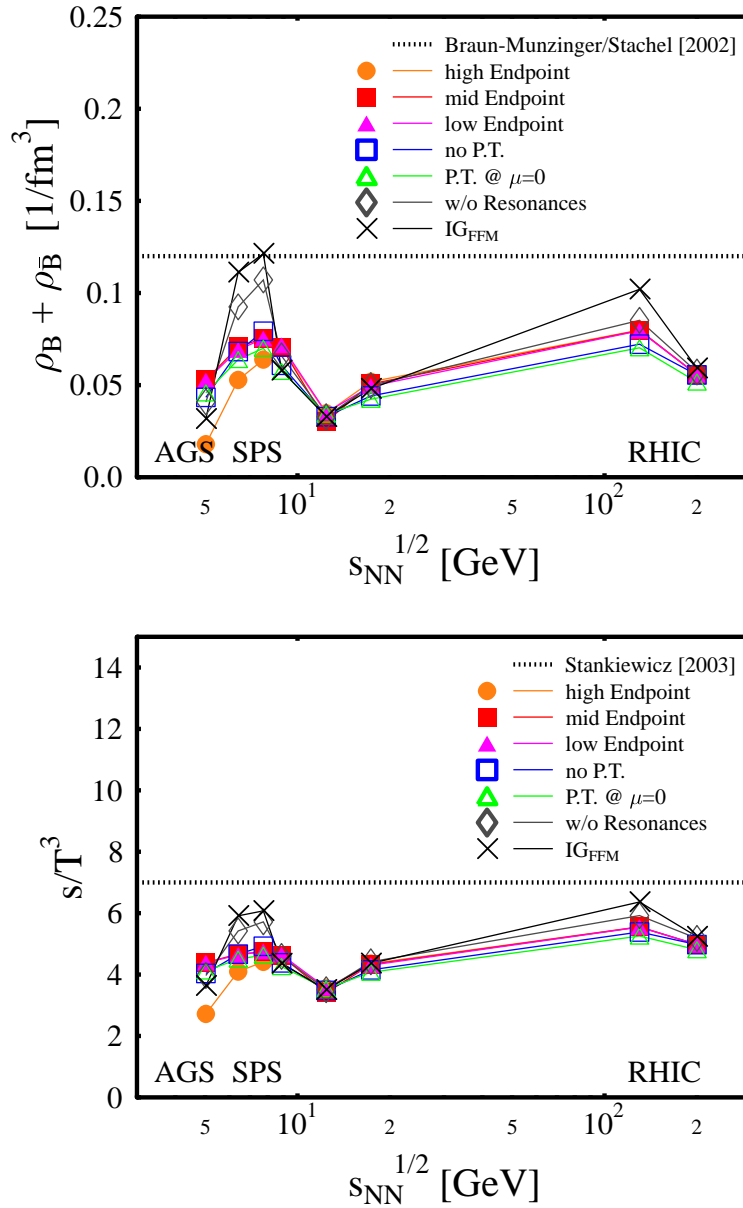 0.25
0.2
0.15
0.1
0.05
0.0
ρ_B + ρ_B̄ [1/fm³]
Braun-Munzinger/Stachel [2002]
high Endpoint
mid Endpoint
low Endpoint
no P.T.
P.T. @ μ=0
w/o Resonances
IG_FFM
AGS SPS RHIC
5 10¹ 2 5 10² 2
s_NN^1/2 [GeV]
14
12
10
8
6
4
2
0
s/T³
Stankiewicz [2003]
high Endpoint
mid Endpoint
low Endpoint
no P.T.
P.T. @ μ=0
w/o Resonances
IG_FFM
AGS SPS RHIC
5 10¹ 2 5 10² 2
s_NN^1/2 [GeV]